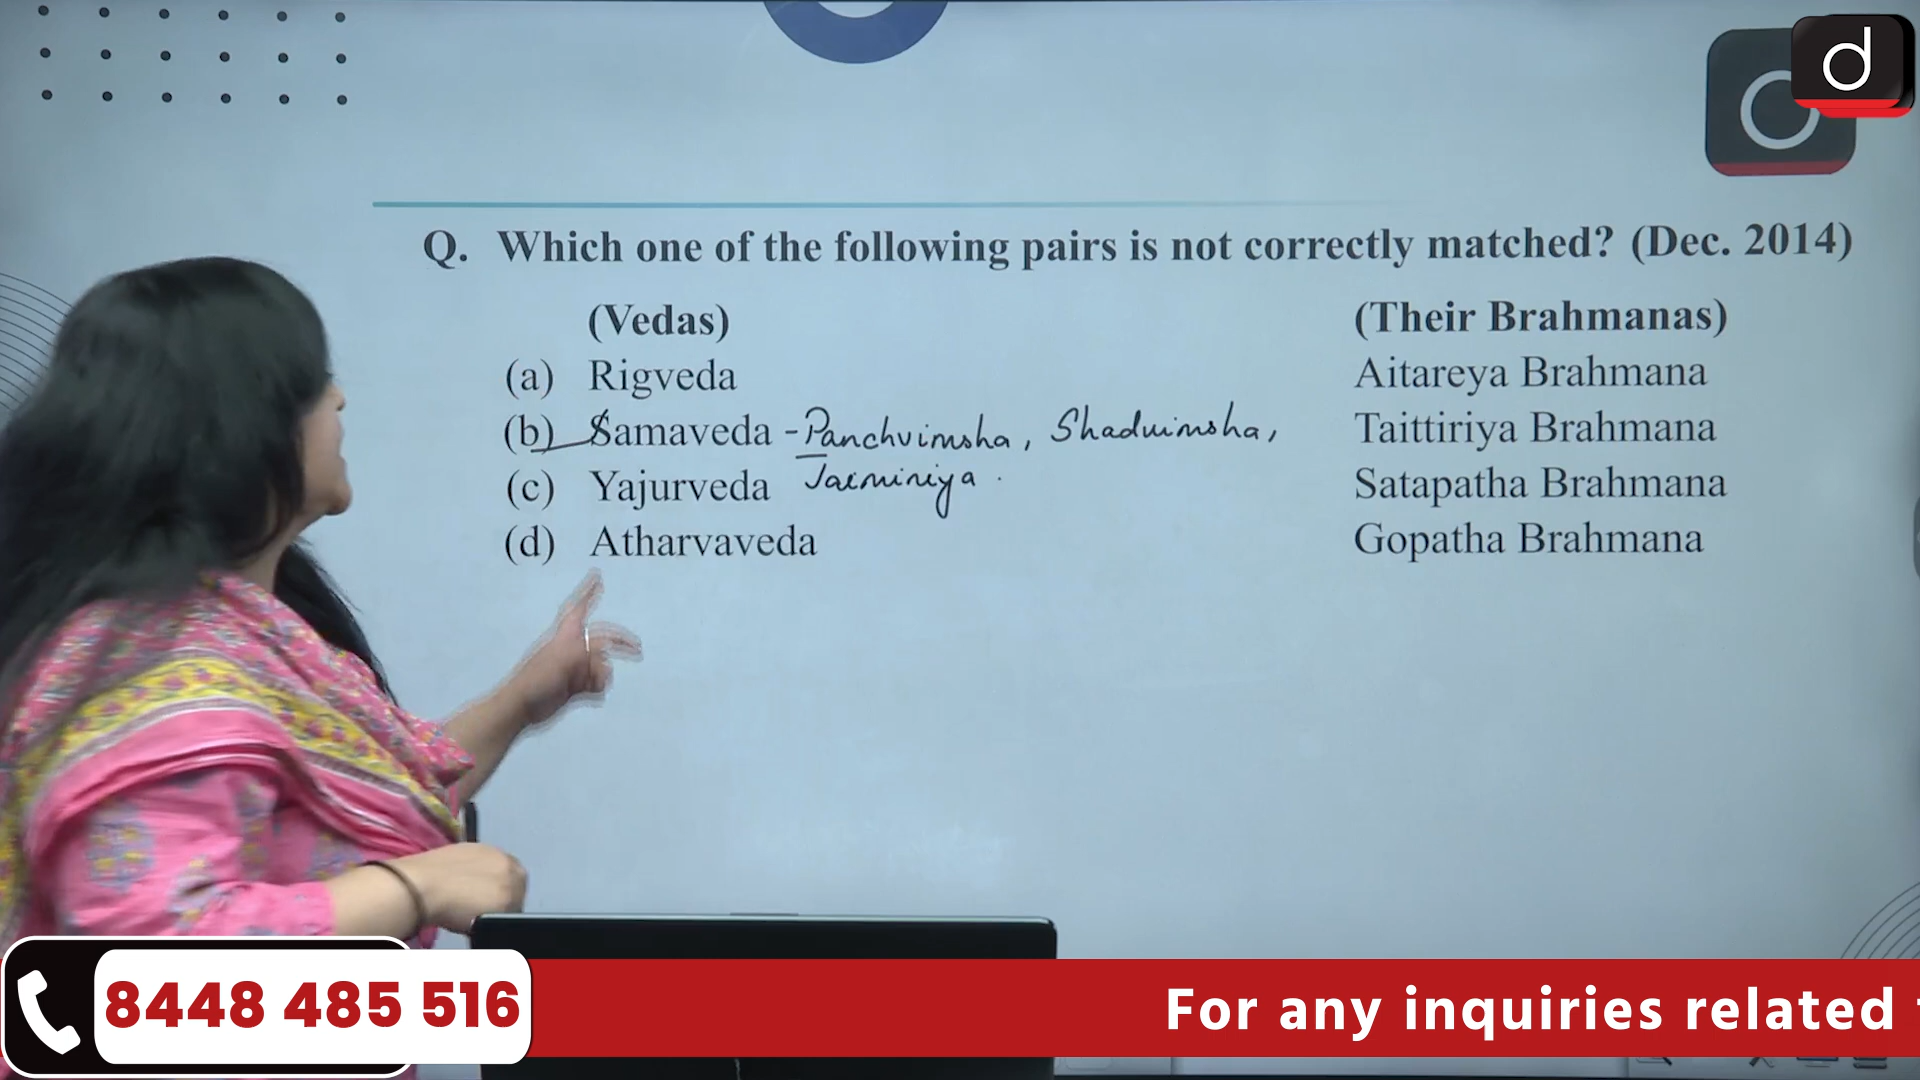 d
Q. Which one of the following pairs is not correctly matched? (Dec. 2014)
(Vedas) (Their Brahmanas)
(a) Rigveda Aitareya Brahmana
(b) Samaveda - Panchvimsha, Shadvimsha, Taittiriya Brahmana
Jaiminiya.
(c) Yajurveda Satapatha Brahmana
(d) Atharvaveda Gopatha Brahmana
8448 485 516
For any inquiries related